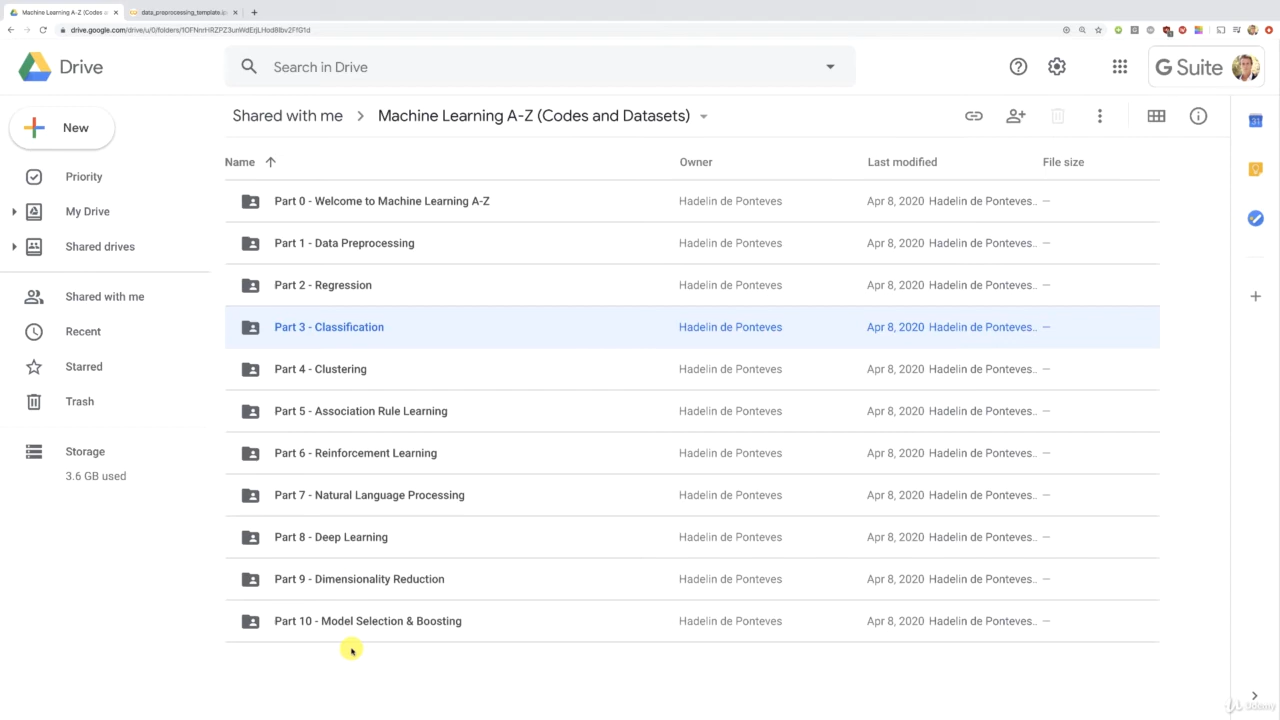 Machine Learning A-Z (Codes a
data_preprocessing_template.ip
drive.google.com/drive/u/0/folders/
Drive
Search in Drive
G Suite
New
Shared with me > Machine Learning A-Z (Codes and Datasets)
Name Owner Last modified File size
Priority
My Drive
Shared drives
Shared with me
Recent
Starred
Trash
Storage
3.6 GB used
Part 0 - Welcome to Machine Learning A-Z Hadelin de Ponteves Apr 8, 2020 Hadelin de Ponteves.. —
Part 1 - Data Preprocessing Hadelin de Ponteves Apr 8, 2020 Hadelin de Ponteves.. —
Part 2 - Regression Hadelin de Ponteves Apr 8, 2020 Hadelin de Ponteves.. —
Part 3 - Classification Hadelin de Ponteves Apr 8, 2020 Hadelin de Ponteves.. —
Part 4 - Clustering Hadelin de Ponteves Apr 8, 2020 Hadelin de Ponteves.. —
Part 5 - Association Rule Learning Hadelin de Ponteves Apr 8, 2020 Hadelin de Ponteves.. —
Part 6 - Reinforcement Learning Hadelin de Ponteves Apr 8, 2020 Hadelin de Ponteves.. —
Part 7 - Natural Language Processing Hadelin de Ponteves Apr 8, 2020 Hadelin de Ponteves.. —
Part 8 - Deep Learning Hadelin de Ponteves Apr 8, 2020 Hadelin de Ponteves.. —
Part 9 - Dimensionality Reduction Hadelin de Ponteves Apr 8, 2020 Hadelin de Ponteves.. —
Part 10 - Model Selection & Boosting Hadelin de Ponteves Apr 8, 2020 Hadelin de Ponteves.. —
31
Udemy